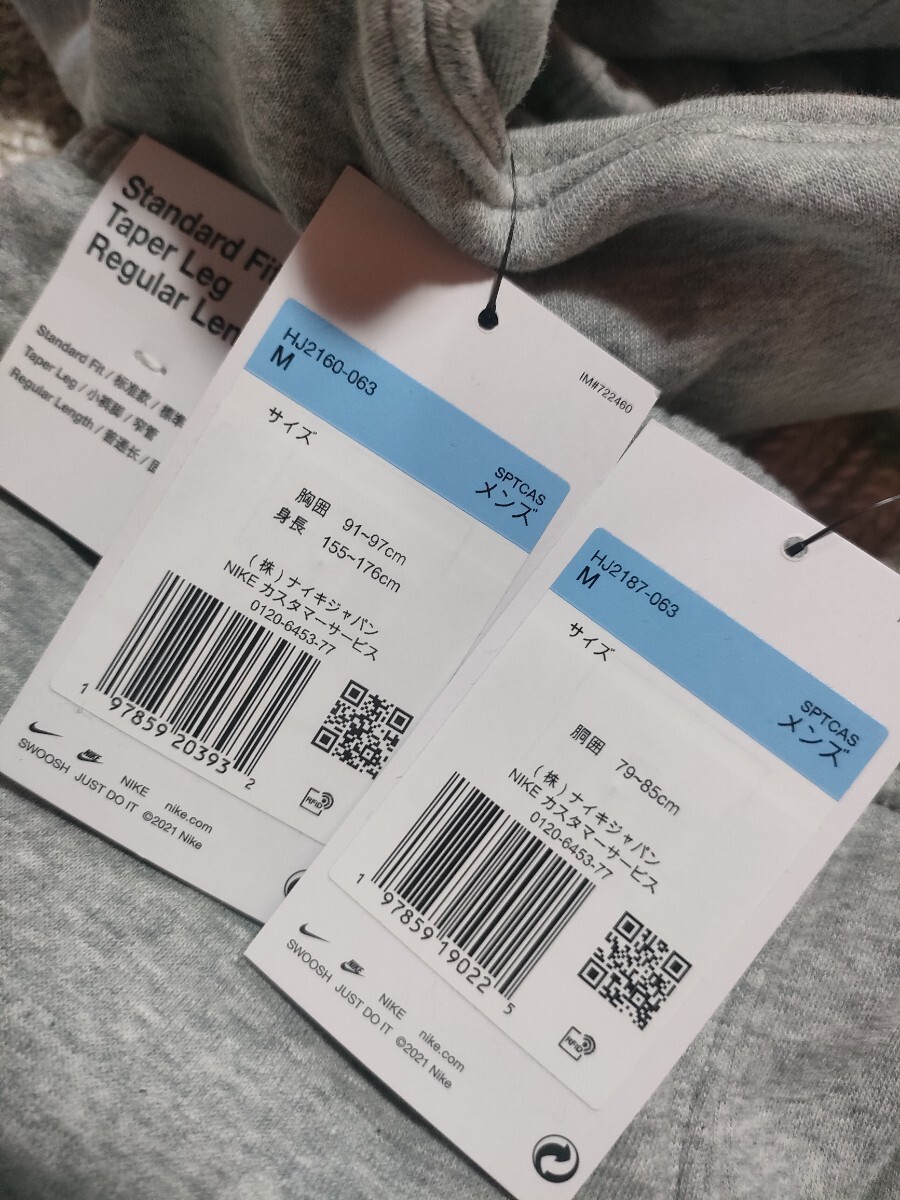 Standard Fit
Taper Leg
Regular Len
Standard Fit / 标准款 / 標準
Taper Leg / 小裤脚 / 窄管
Regular Length / 普通长 /
IM#722460
HJ2160-063
M
SPTCAS
メンズ
サイズ
胸囲 91~97cm
身長 155~176cm
(株)ナイキジャパン
NIKE カスタマーサービス
0120-6453-77
1 97859 20393 2
RFID
NIKE
SWOOSH JUST DO IT NIKE nike.com
©2021 Nike
HJ2187-063
M
SPTCAS
メンズ
サイズ
胴囲 79~85cm
(株)ナイキジャパン
NIKE カスタマーサービス
0120-6453-77
1 97859 19022 5
RFID
NIKE
SWOOSH JUST DO IT NIKE nike.com
©2021 Nike